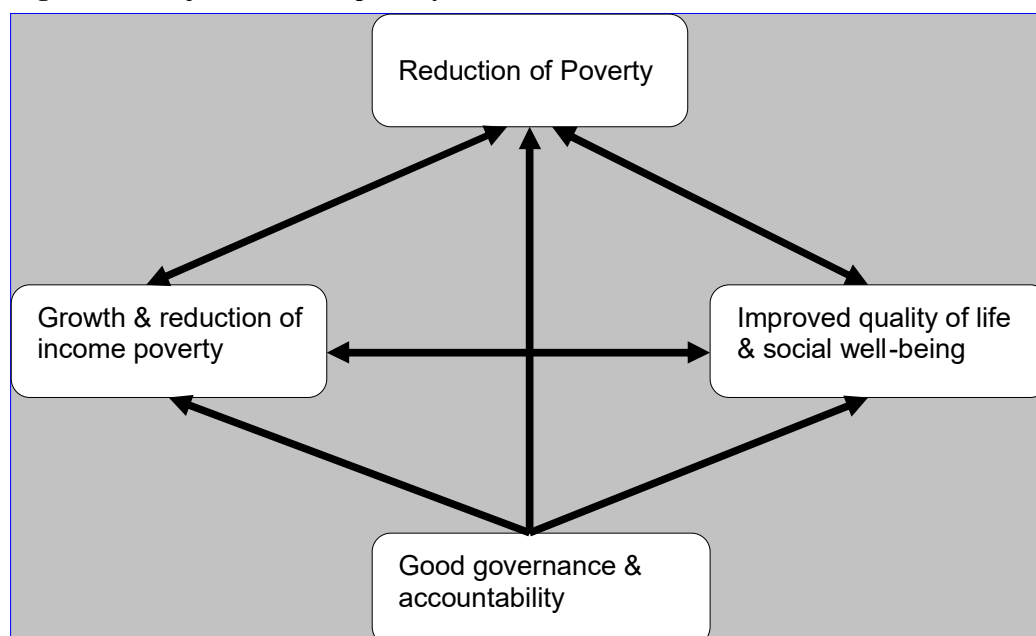 Reduction of Poverty
Growth & reduction of
income poverty
Improved quality of life
& social well-being
Good governance &
accountability